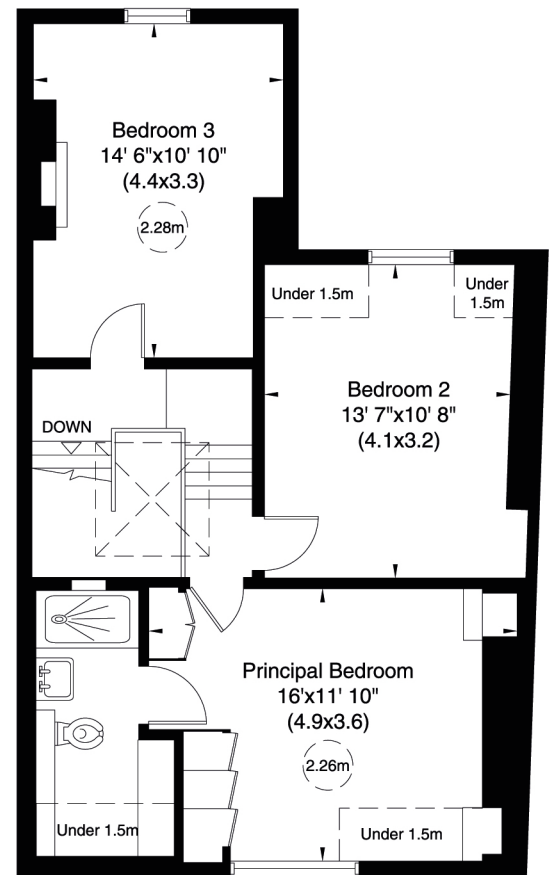 Bedroom 3
14' 6"x10' 10"
(4.4x3.3)
2.28m
Under 1.5m
Under
1.5m
Bedroom 2
13' 7"x10' 8"
(4.1x3.2)
DOWN
Principal Bedroom
16'x11' 10"
(4.9x3.6)
2.26m
Under 1.5m
Under 1.5m